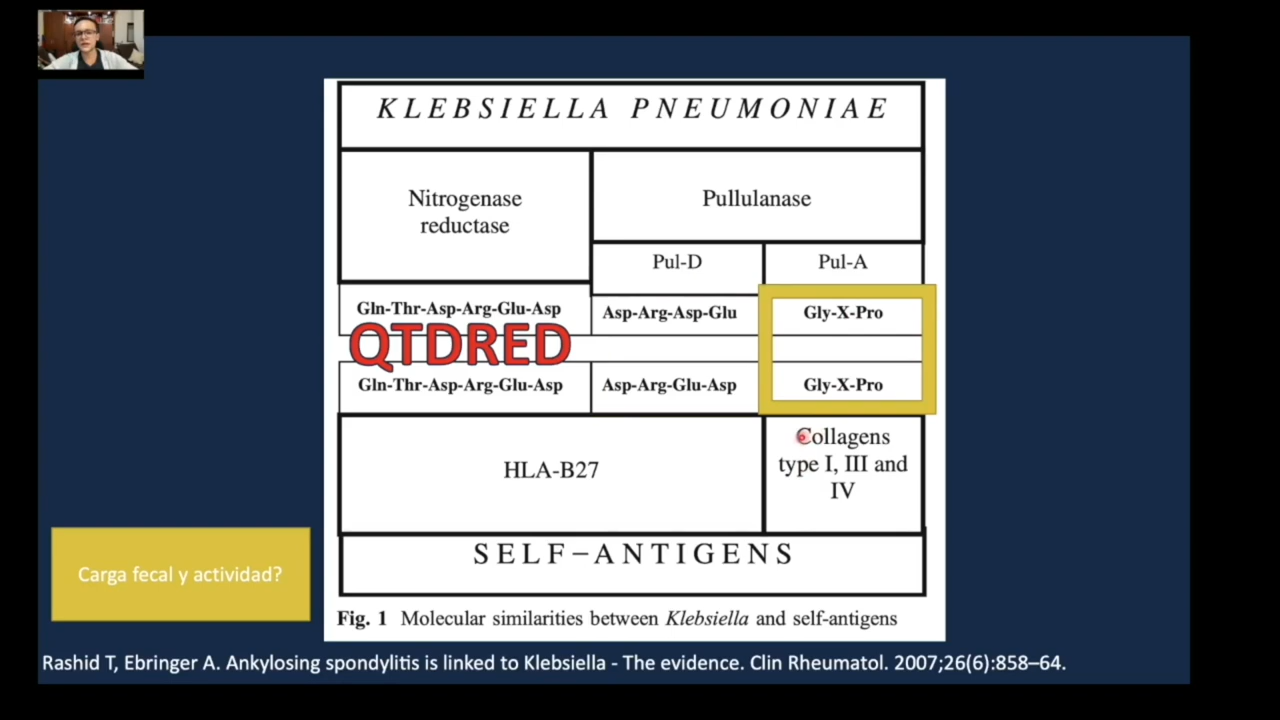 KLEBSIELLA PNEUMONIAE
Nitrogenase
reductase
Pullulanase
Pul-D
Pul-A
Gln-Thr-Asp-Arg-Glu-Asp
Asp-Arg-Asp-Glu
Gly-X-Pro
QTDRED
Gln-Thr-Asp-Arg-Glu-Asp
Asp-Arg-Glu-Asp
Gly-X-Pro
HLA-B27
Collagens
type I, III and
IV
SELF-ANTIGENS
Carga fecal y actividad?
Fig. 1 Molecular similarities between Klebsiella and self-antigens
Rashid T, Ebringer A. Ankylosing spondylitis is linked to Klebsiella - The evidence. Clin Rheumatol. 2007;26(6):858–64.